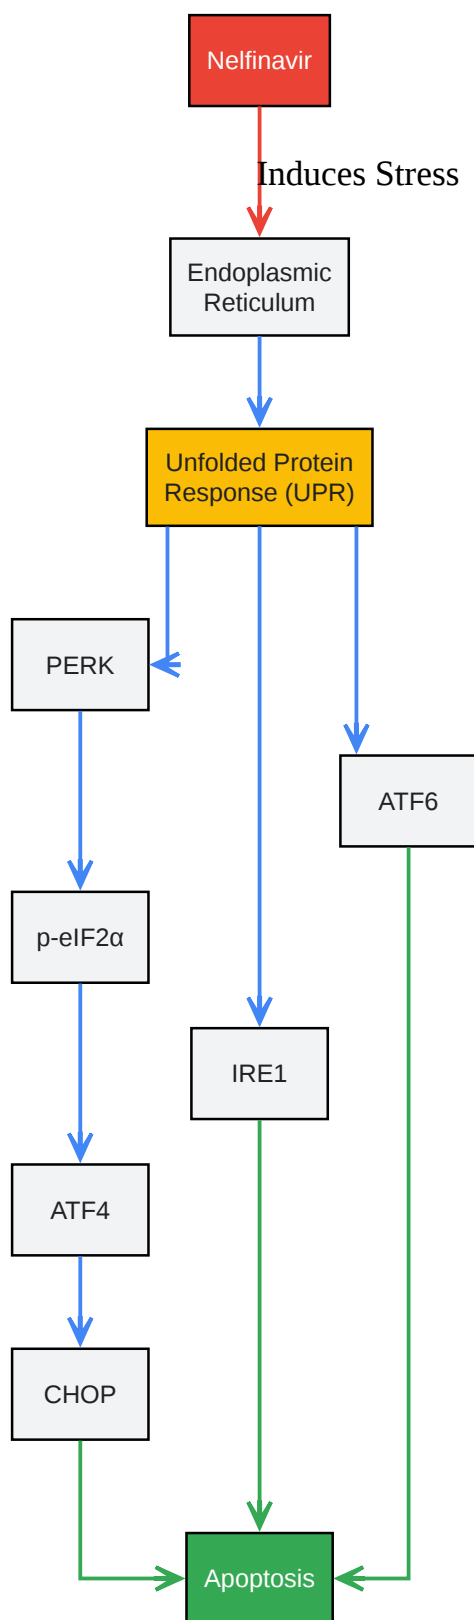 Nelfinavir
Induces Stress
Endoplasmic
Reticulum
Unfolded Protein
Response (UPR)
PERK
ATF6
p-eIF2α
IRE1
ATF4
CHOP
Apoptosis